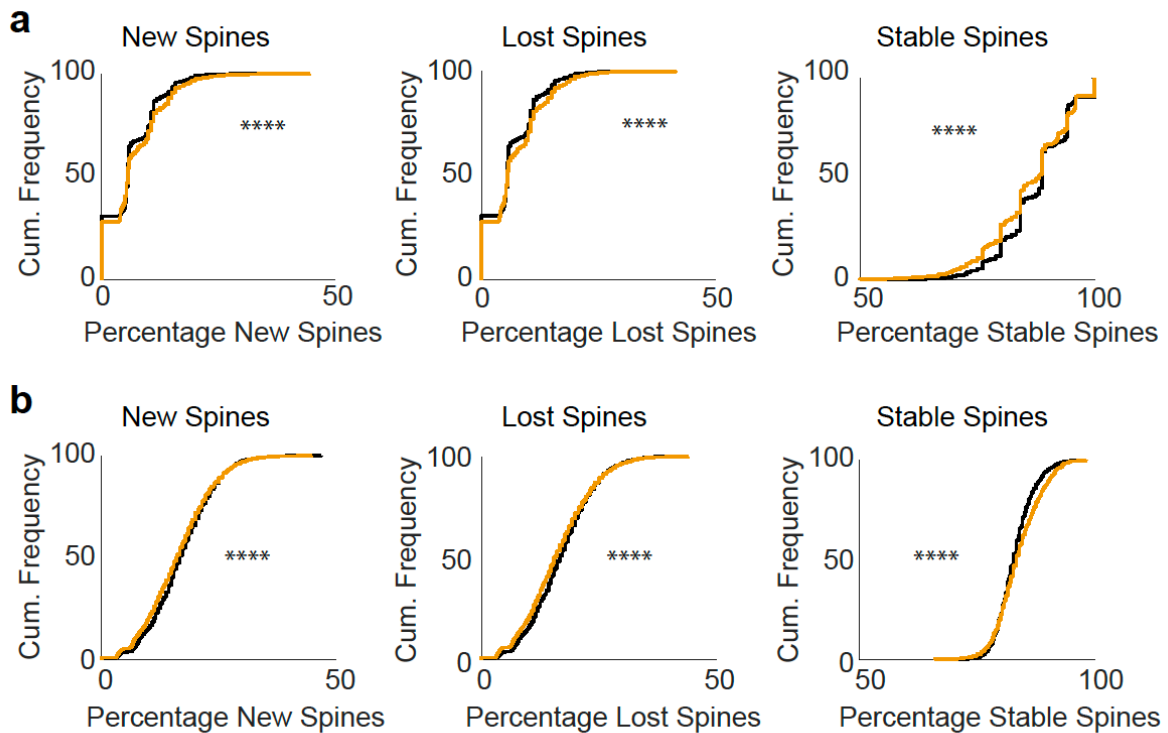 a
New Spines
Lost Spines
Stable Spines
Cum. Frequency
100
50
0
****
0
50
Percentage New Spines
Cum. Frequency
100
50
0
****
0
50
Percentage Lost Spines
Cum. Frequency
100
50
0
****
50
100
Percentage Stable Spines
b
New Spines
Lost Spines
Stable Spines
Cum. Frequency
100
50
0
****
0
50
Percentage New Spines
Cum. Frequency
100
50
0
****
0
50
Percentage Lost Spines
Cum. Frequency
100
50
0
****
50
100
Percentage Stable Spines